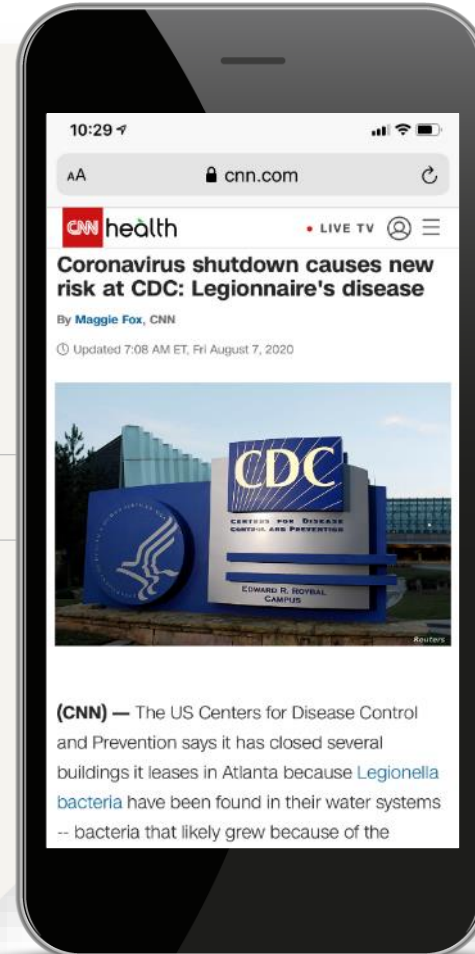 10:29
AA
cnn.com
CNN health
LIVE TV
Coronavirus shutdown causes new
risk at CDC: Legionnaire's disease
By Maggie Fox, CNN
Updated 7:08 AM ET, Fri August 7, 2020
CDC
CENTERS FOR DISEASE
CONTROL AND PREVENTION
EDWARD R. ROYBAL
CAMPUS
Reuters
(CNN) — The US Centers for Disease Control
and Prevention says it has closed several
buildings it leases in Atlanta because Legionella
bacteria have been found in their water systems
-- bacteria that likely grew because of the